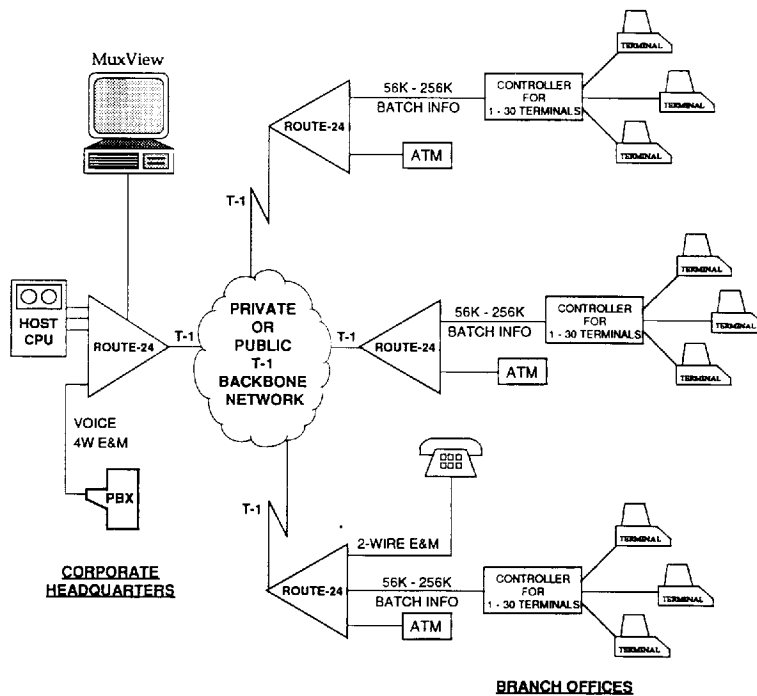 MuxView
56K - 256K
BATCH INFO
CONTROLLER
FOR
1 - 30 TERMINALS
TERMINAL
TERMINAL
TERMINAL
ROUTE-24
ATM
T-1
HOST
CPU
ROUTE-24
T-1
PRIVATE
OR
PUBLIC
T-1
BACKBONE
NETWORK
T-1
ROUTE-24
56K - 256K
BATCH INFO
CONTROLLER
FOR
1 - 30 TERMINALS
TERMINAL
TERMINAL
TERMINAL
ATM
VOICE
4W E&M
PBX
T-1
2-WIRE E&M
ROUTE-24
56K - 256K
BATCH INFO
ATM
CONTROLLER
FOR
1 - 30 TERMINALS
TERMINAL
TERMINAL
TERMINAL
CORPORATE
HEADQUARTERS
BRANCH OFFICES